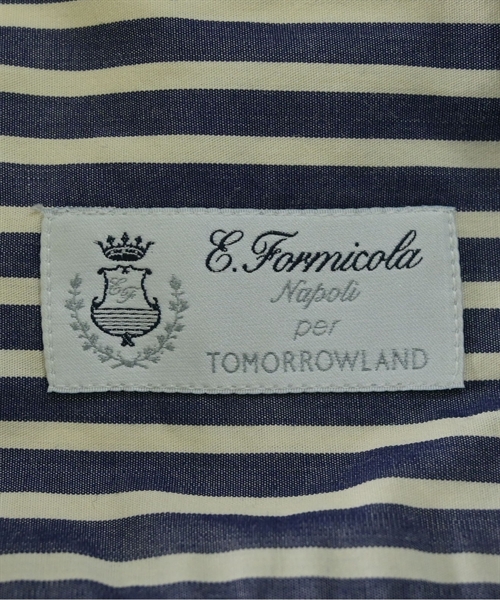 E. Formicola
Napoli
per
TOMORROWLAND
E F